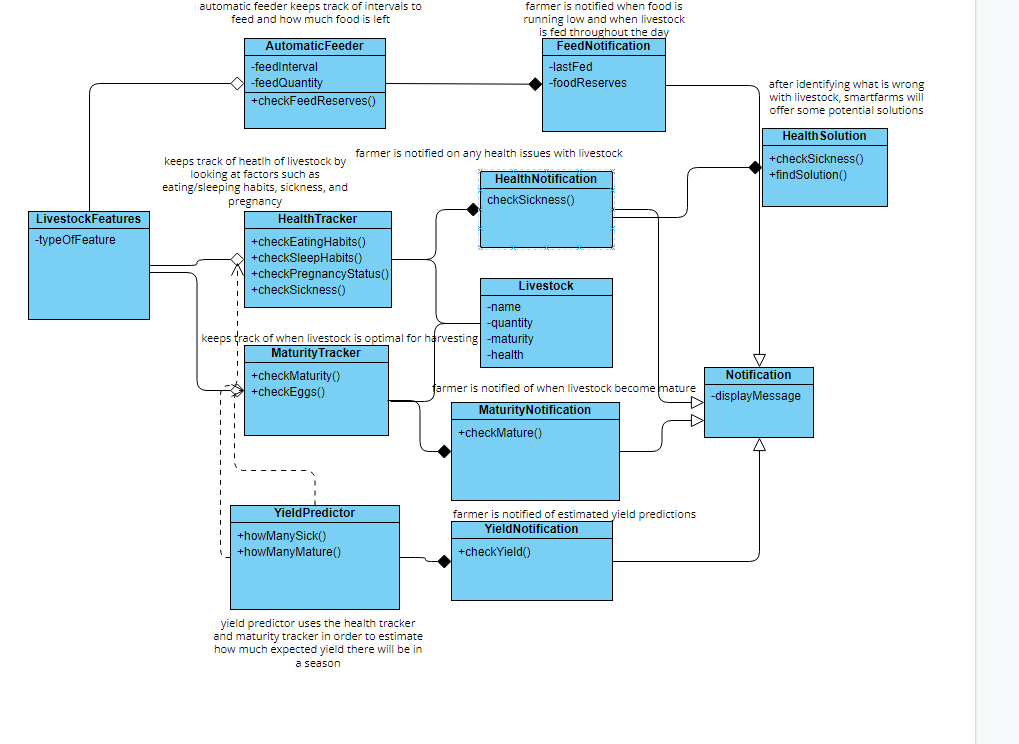 automatic feeder keeps track of intervals to
feed and how much food is left
farmer is notified when food is
running low and when livestock
is fed throughout the day
AutomaticFeeder
-feedInterval
-feedQuantity
+checkFeedReserves()
FeedNotification
-lastFed
-foodReserves
after identifying what is wrong
with livestock, smartfarms will
offer some potential solutions
HealthSolution
+checkSickness()
+findSolution()
farmer is notified on any health issues with livestock
keeps track of heatlh of livestock by
looking at factors such as
eating/sleeping habits, sickness, and
pregnancy
HealthNotification
checkSickness()
LivestockFeatures
-typeOfFeature
HealthTracker
+checkEatingHabits()
+checkSleepHabits()
+checkPregnancyStatus()
+checkSickness()
Livestock
-name
-quantity
-maturity
-health
keeps track of when livestock is optimal for harvesting
MaturityTracker
+checkMaturity()
+checkEggs()
Notification
-displayMessage
farmer is notified of when livestock become mature
MaturityNotification
+checkMature()
YieldPredictor
+howManySick()
+howManyMature()
farmer is notified of estimated yield predictions
YieldNotification
+checkYield()
yield predictor uses the health tracker
and maturity tracker in order to estimate
how much expected yield there will be in
a season